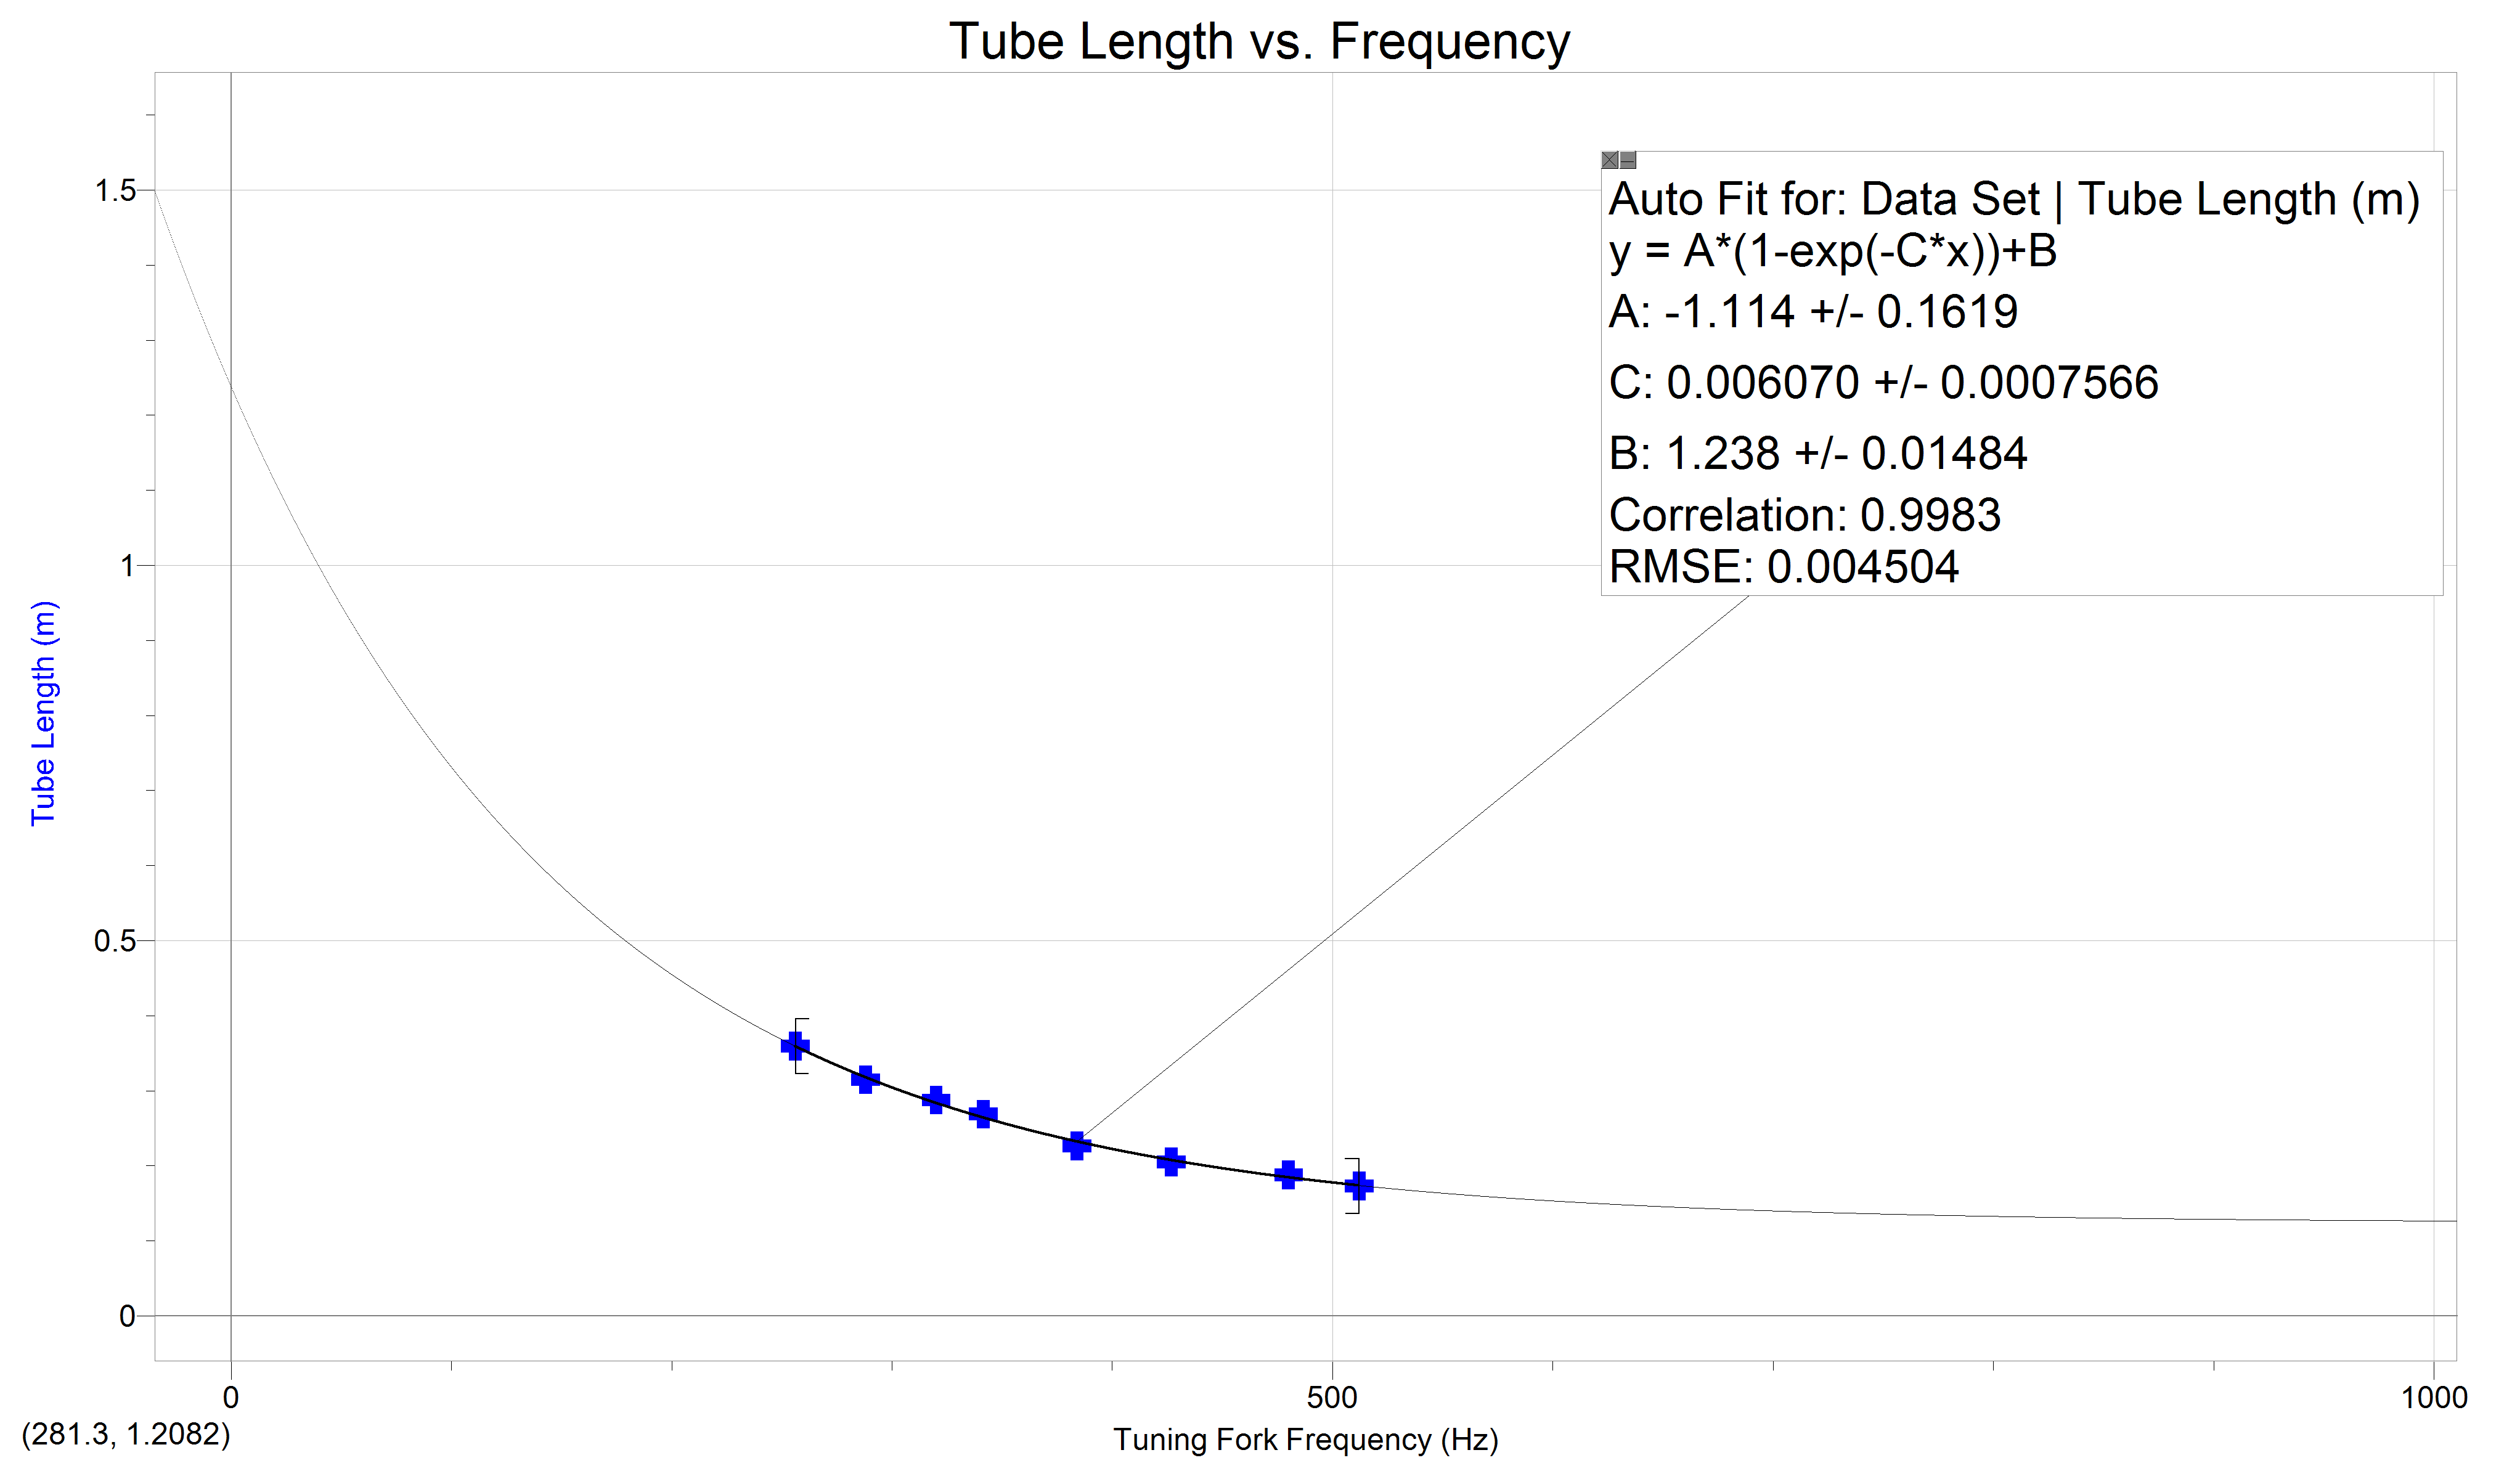 Tube Length vs. Frequency
1.5
1
0.5
0
Tube Length (m)
Auto Fit for: Data Set | Tube Length (m)
y = A*(1-exp(-C*x))+B
A: -1.114 +/- 0.1619
C: 0.006070 +/- 0.0007566
B: 1.238 +/- 0.01484
Correlation: 0.9983
RMSE: 0.004504
0 500 1000
(281.3, 1.2082)
Tuning Fork Frequency (Hz)